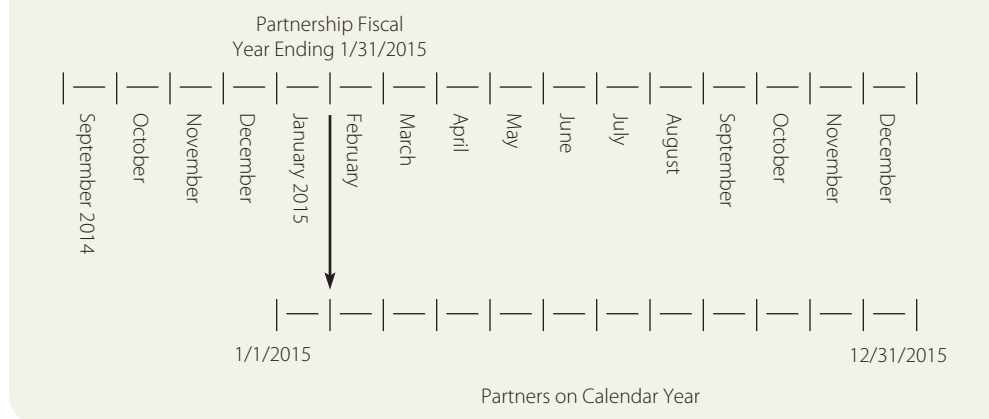 Partnership Fiscal
Year Ending 1/31/2015
September 2014
October
November
December
January 2015
February
March
April
May
June
July
August
September
October
November
December
1/1/2015
12/31/2015
Partners on Calendar Year